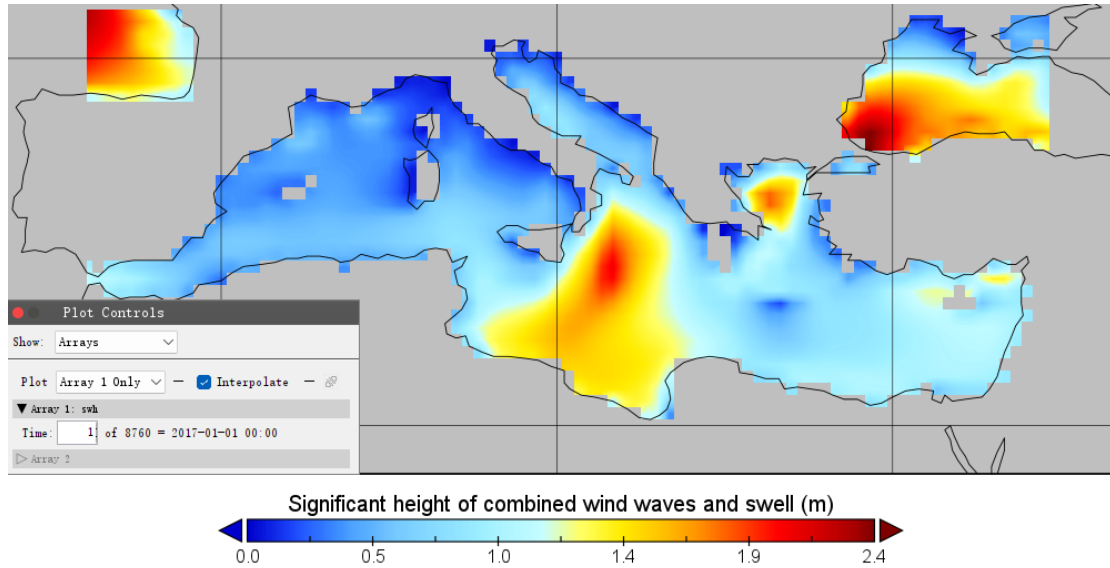 Plot Controls
Show: Arrays
Plot Array 1 Only Interpolate
Array 1: swh
Time: 1 of 8760 = 2017-01-01 00:00
Array 2
Significant height of combined wind waves and swell (m)
0.0 0.5 1.0 1.4 1.9 2.4